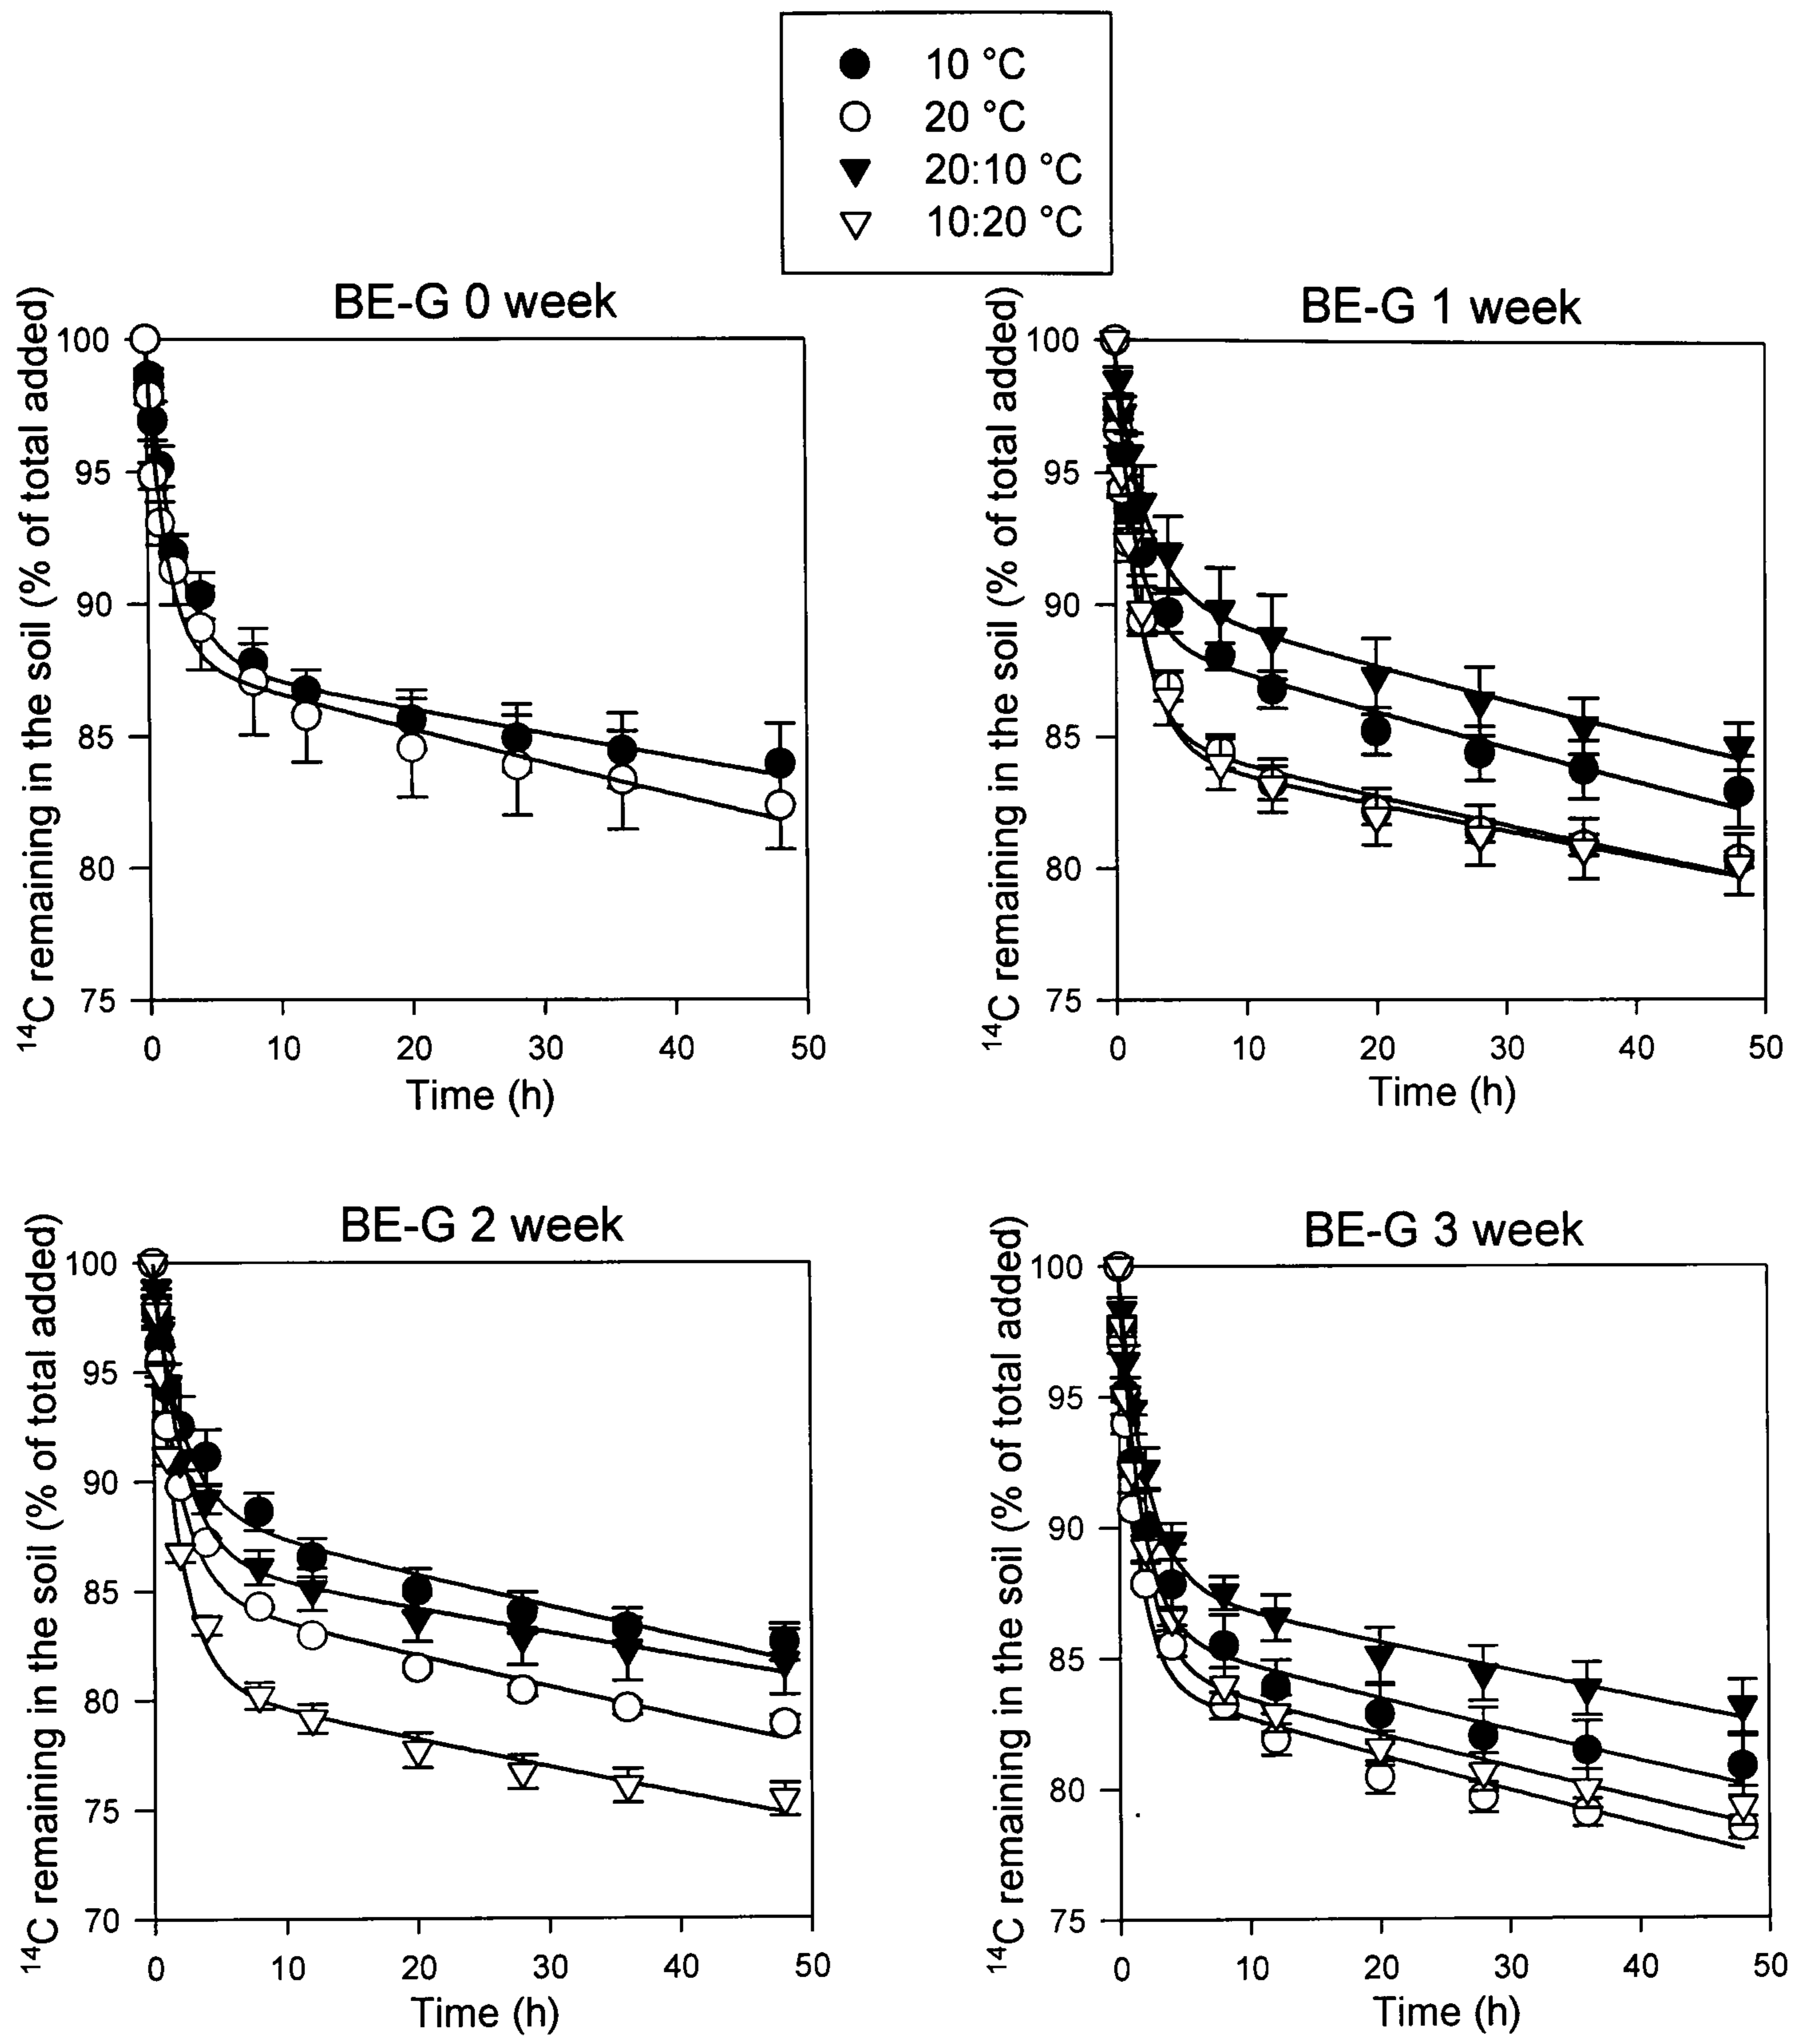 10 °C
20 °C
20:10 °C
10:20 °C
BE-G 0 week
14C remaining in the soil (% of total added)
100
95
90
85
80
75
0 10 20 30 40 50
Time (h)
BE-G 1 week
14C remaining in the soil (% of total added)
100
95
90
85
80
75
0 10 20 30 40 50
Time (h)
BE-G 2 week
14C remaining in the soil (% of total added)
100
95
90
85
80
75
70
0 10 20 30 40 50
Time (h)
BE-G 3 week
14C remaining in the soil (% of total added)
100
95
90
85
80
75
0 10 20 30 40 50
Time (h)